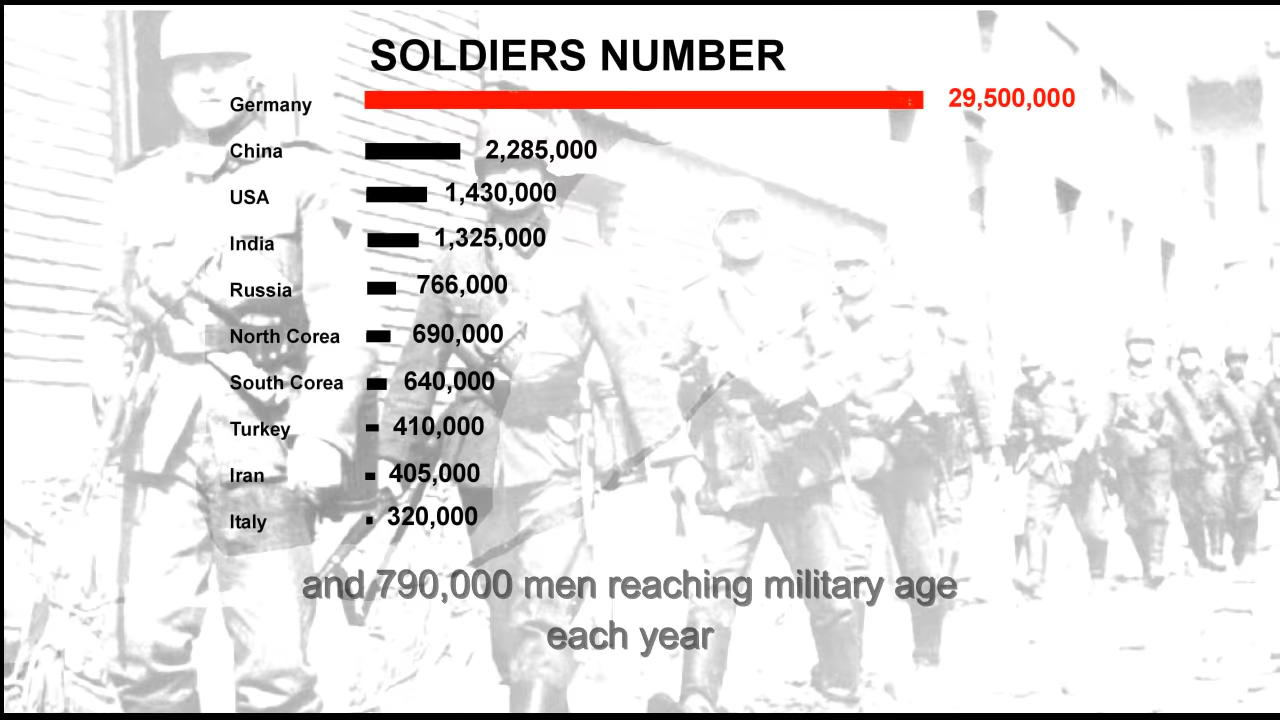 SOLDIERS NUMBER
Germany 29,500,000
China 2,285,000
USA 1,430,000
India 1,325,000
Russia 766,000
North Corea 690,000
South Corea 640,000
Turkey 410,000
Iran 405,000
Italy 320,000
and 790,000 men reaching military age
each year